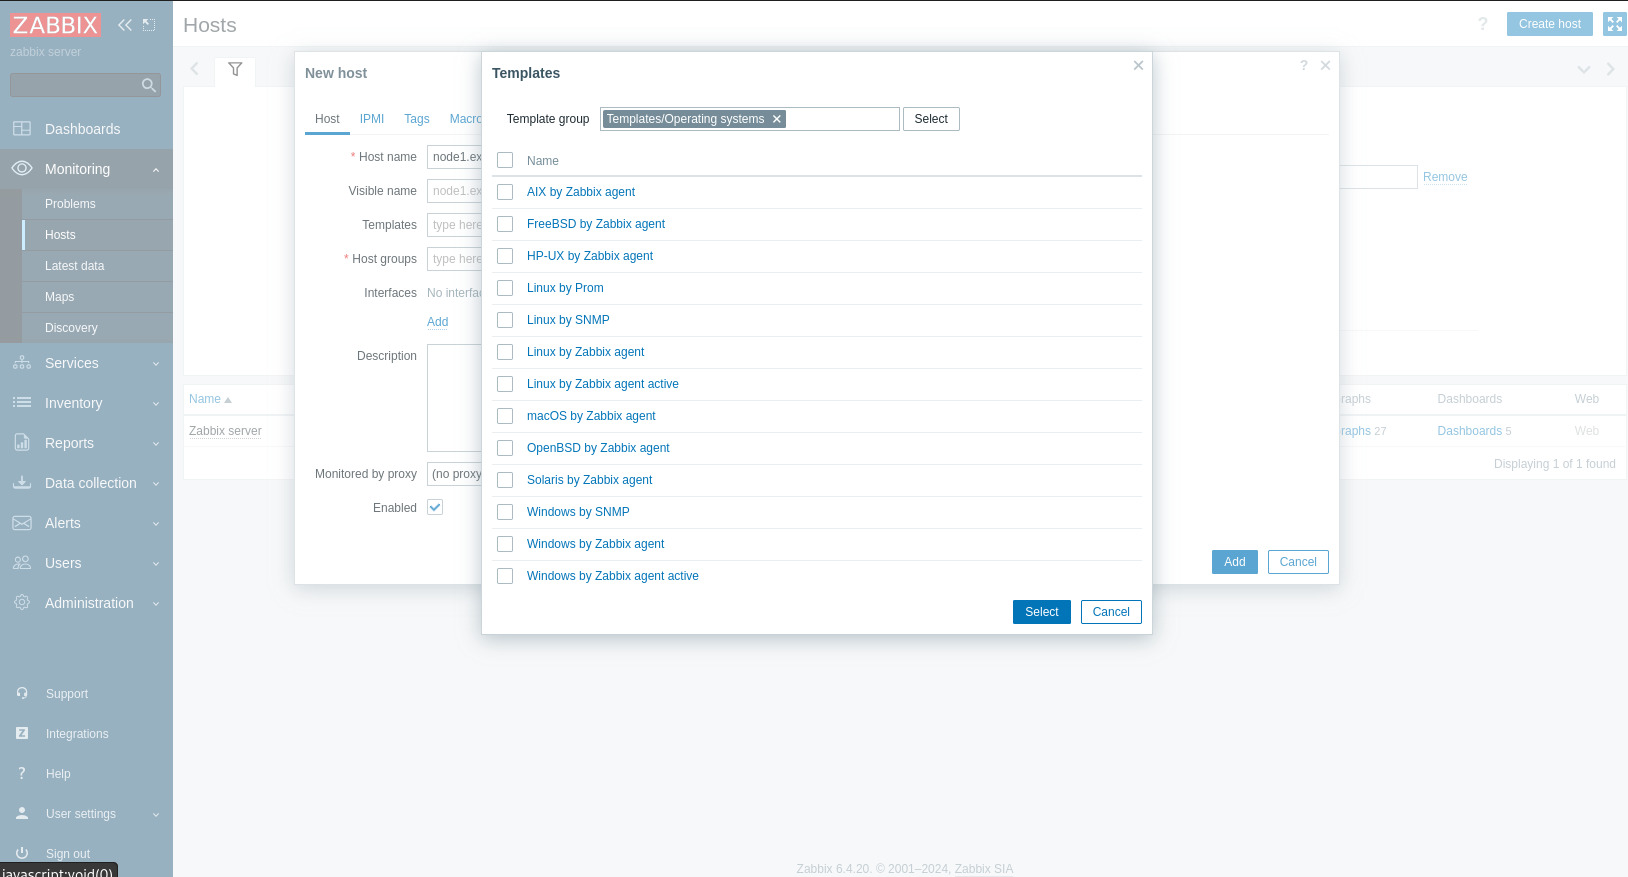 ZABBIX
zabbix server
Dashboards
Monitoring
Problems
Hosts
Latest data
Maps
Discovery
Services
Inventory
Reports
Data collection
Alerts
Users
Administration
Support
Integrations
Help
User settings
Sign out
javascript:void(0)
Hosts
? Create host
New host
?
Host IPMI Tags Macro
* Host name node1.ex
Visible name node1.ex
Templates type here
* Host groups type here
Interfaces No interfac
Add
Description
Monitored by proxy (no proxy
Enabled
Add Cancel
Templates
Template group Templates/Operating systems Select
Name
AIX by Zabbix agent
FreeBSD by Zabbix agent
HP-UX by Zabbix agent
Linux by Prom
Linux by SNMP
Linux by Zabbix agent
Linux by Zabbix agent active
macOS by Zabbix agent
OpenBSD by Zabbix agent
Solaris by Zabbix agent
Windows by SNMP
Windows by Zabbix agent
Windows by Zabbix agent active
Select Cancel
Remove
Name raphs Dashboards Web
Zabbix server raphs 27 Dashboards 5 Web
Displaying 1 of 1 found
Zabbix 6.4.20. © 2001–2024, Zabbix SIA